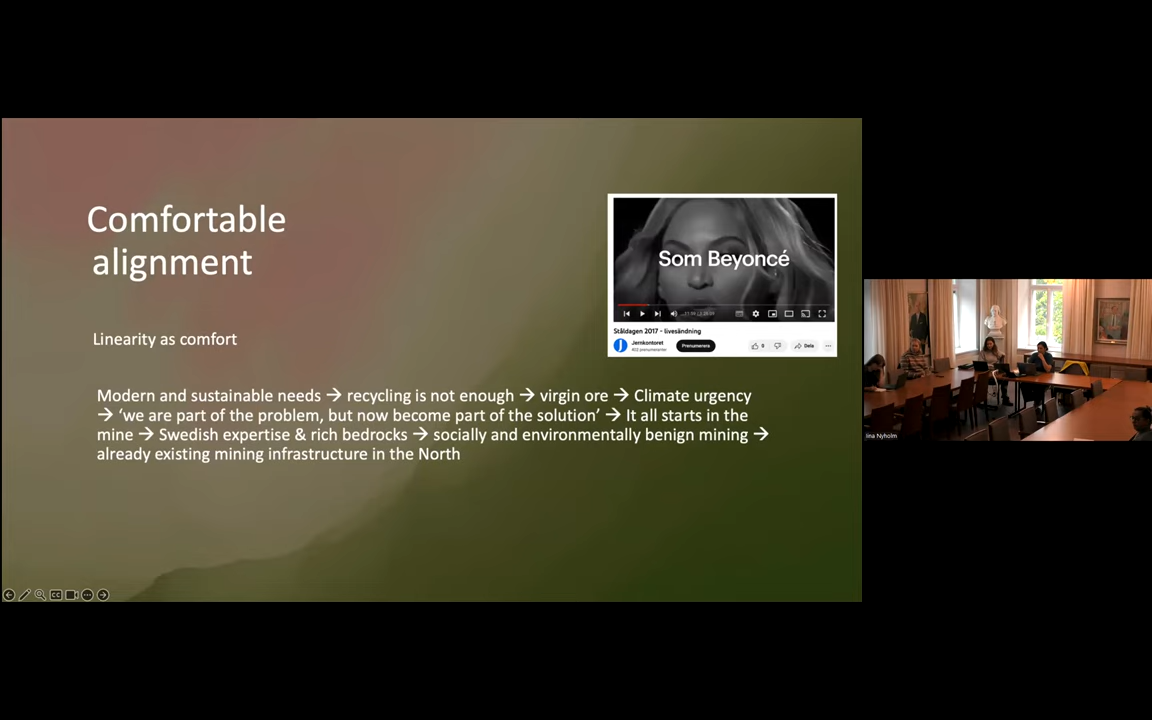 Comfortable
alignment
Linearity as comfort
Som Beyoncé
Ståldagen 2017 - livesändning
Jernkontoret
Prenumerera
0
Dela
Modern and sustainable needs → recycling is not enough → virgin ore → Climate urgency
→ ‘we are part of the problem, but now become part of the solution’ → It all starts in the
mine → Swedish expertise & rich bedrocks → socially and environmentally benign mining →
already existing mining infrastructure in the North
Iina Nyholm